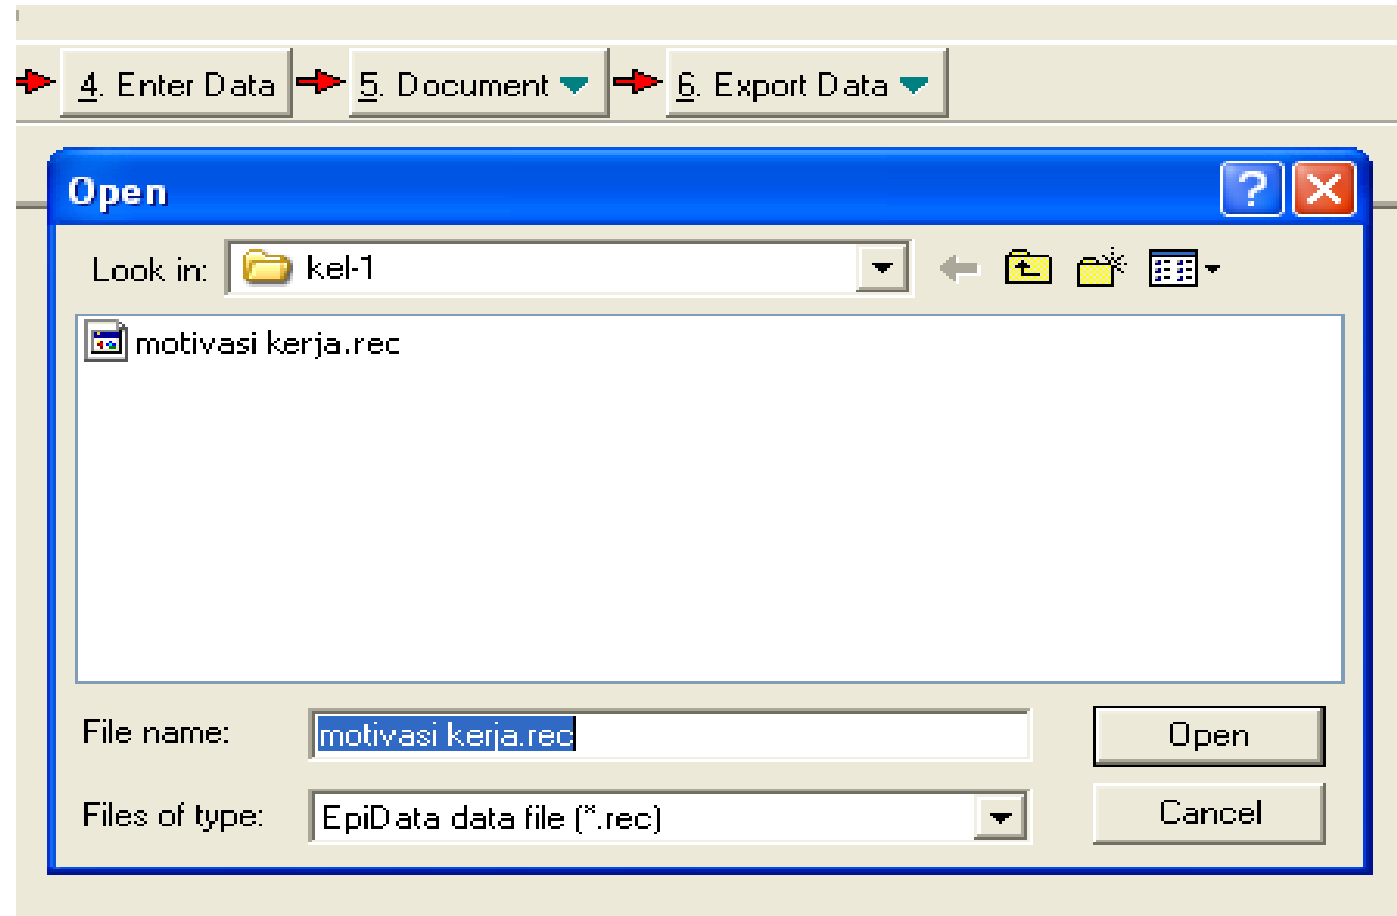 4. Enter Data 5. Document 6. Export Data
Open
Look in: kel-1
motivasi kerja.rec
File name: motivasi kerja.rec Open
Files of type: EpiData data file (*.rec) Cancel